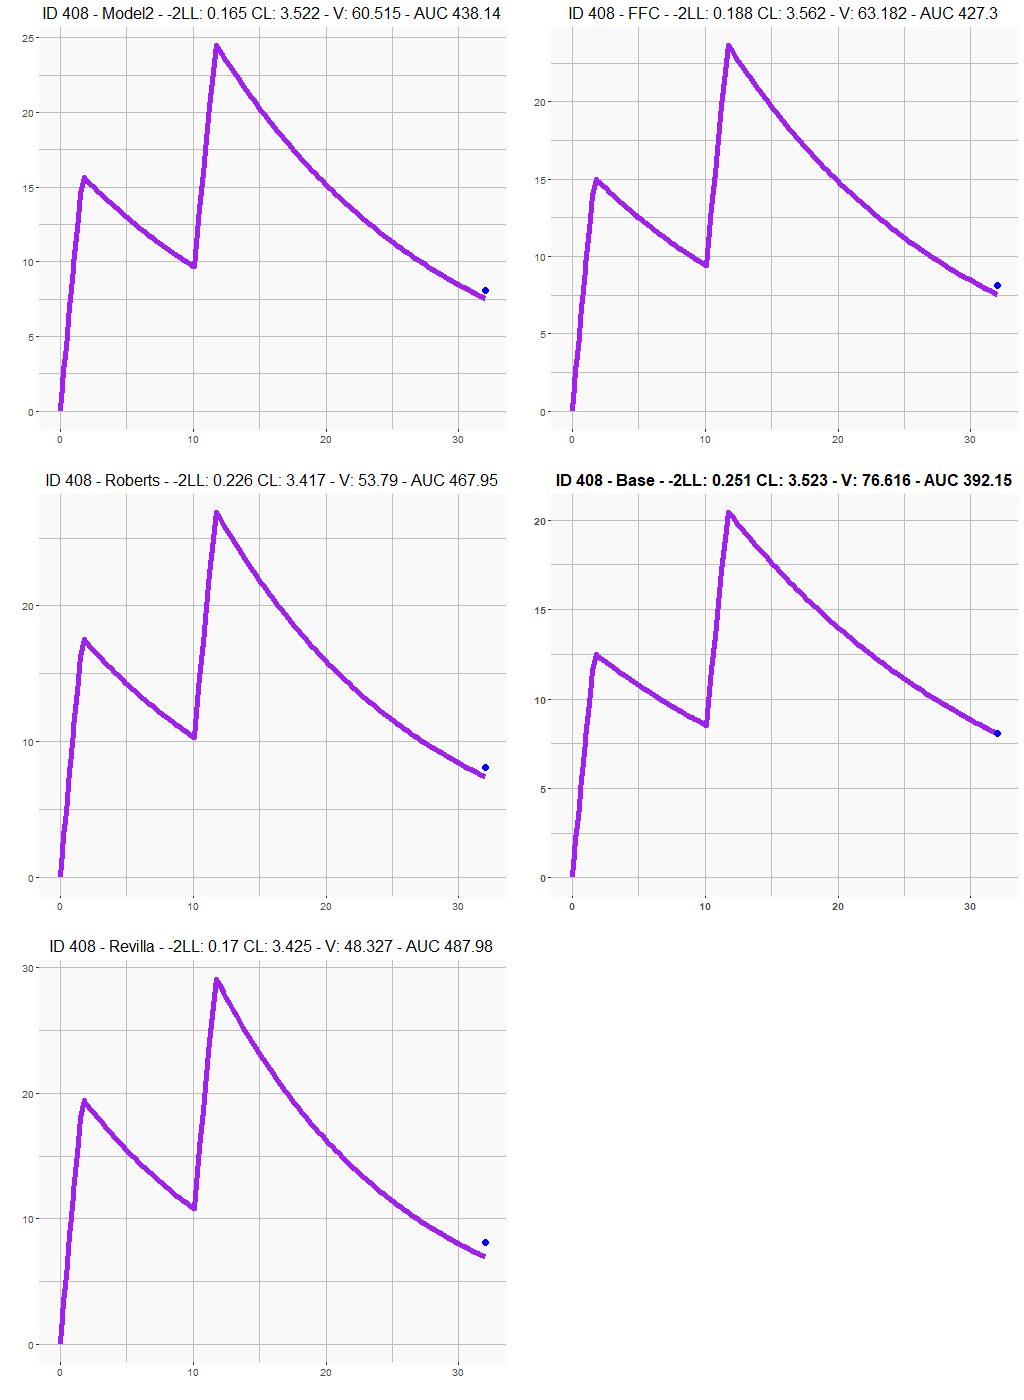 ID 408 - Model2 - -2LL: 0.165 CL: 3.522 - V: 60.515 - AUC 438.14
25
20
15
10
5
0
0 10 20 30
ID 408 - FFC - -2LL: 0.188 CL: 3.562 - V: 63.182 - AUC 427.3
20
15
10
5
0
0 10 20 30
ID 408 - Roberts - -2LL: 0.226 CL: 3.417 - V: 53.79 - AUC 467.95
20
10
0
0 10 20 30
ID 408 - Base - -2LL: 0.251 CL: 3.523 - V: 76.616 - AUC 392.15
20
15
10
5
0
0 10 20 30
ID 408 - Revilla - -2LL: 0.17 CL: 3.425 - V: 48.327 - AUC 487.98
30
20
10
0
0 10 20 30